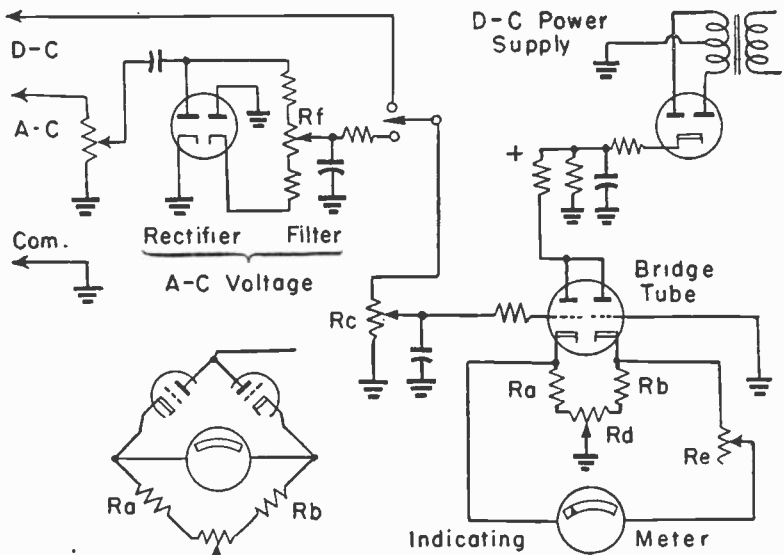 D-C Power
Supply
D-C
A-C
Rf
+
Com.
Rectifier Filter
A-C Voltage
Bridge
Tube
Rc
Ra
Rb
Rd
Re
Ra
Rb
Indicating Meter